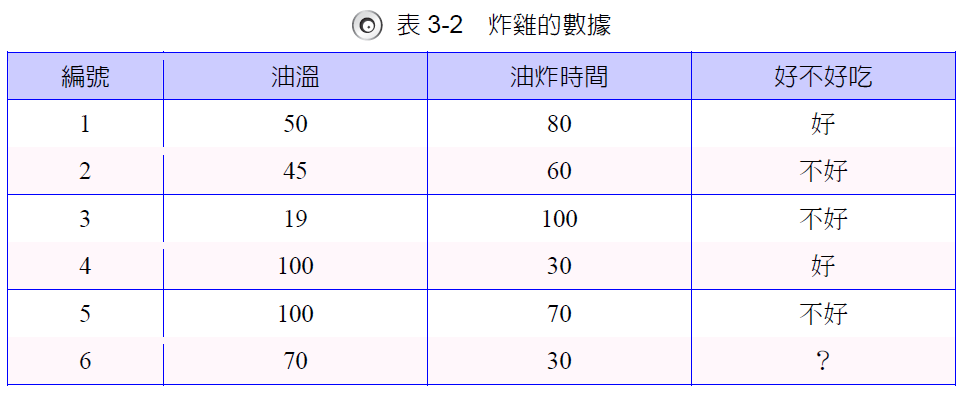 表 3-2 炸雞的數據
編號 油溫 油炸時間 好不好吃
1 50 80 好
2 45 60 不好
3 19 100 不好
4 100 30 好
5 100 70 不好
6 70 30 ？